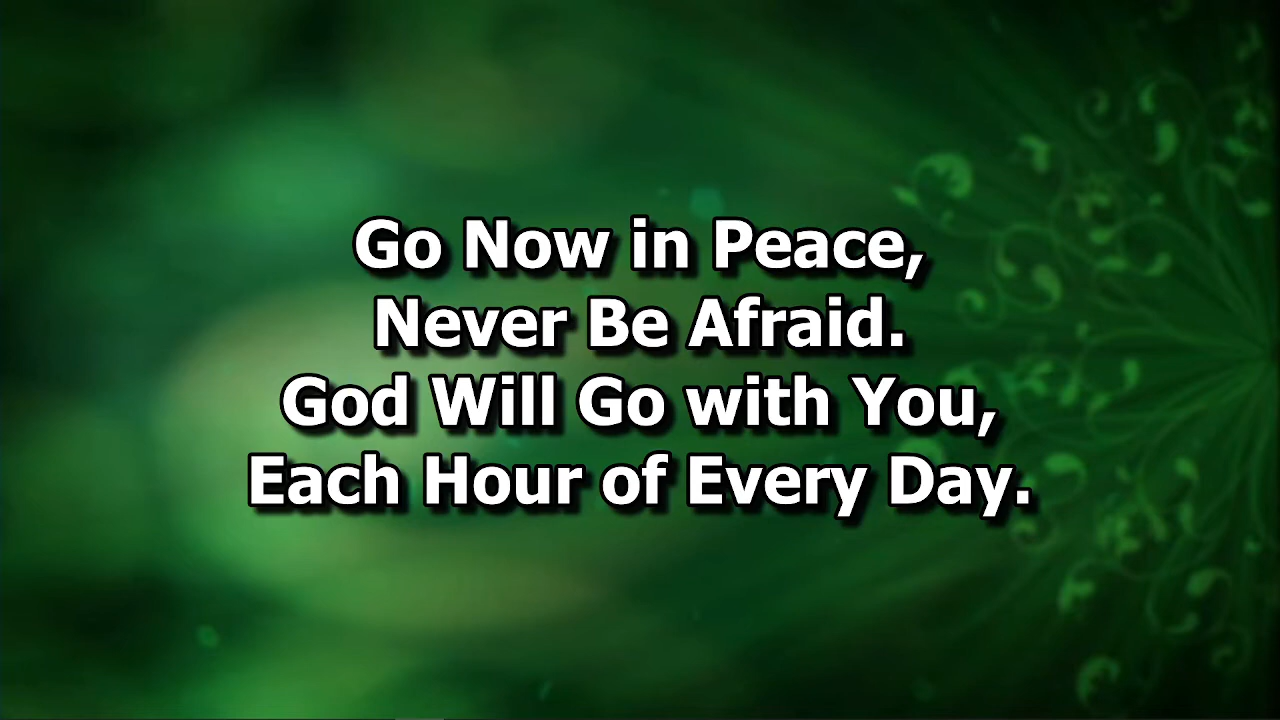 Go Now in Peace,
Never Be Afraid.
God Will Go with You,
Each Hour of Every Day.